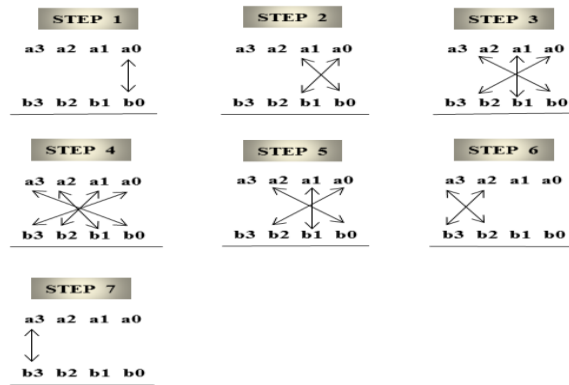 STEP 1
a3 a2 a1 a0
b3 b2 b1 b0
STEP 2
a3 a2 a1 a0
b3 b2 b1 b0
STEP 3
a3 a2 a1 a0
b3 b2 b1 b0
STEP 4
a3 a2 a1 a0
b3 b2 b1 b0
STEP 5
a3 a2 a1 a0
b3 b2 b1 b0
STEP 6
a3 a2 a1 a0
b3 b2 b1 b0
STEP 7
a3 a2 a1 a0
b3 b2 b1 b0